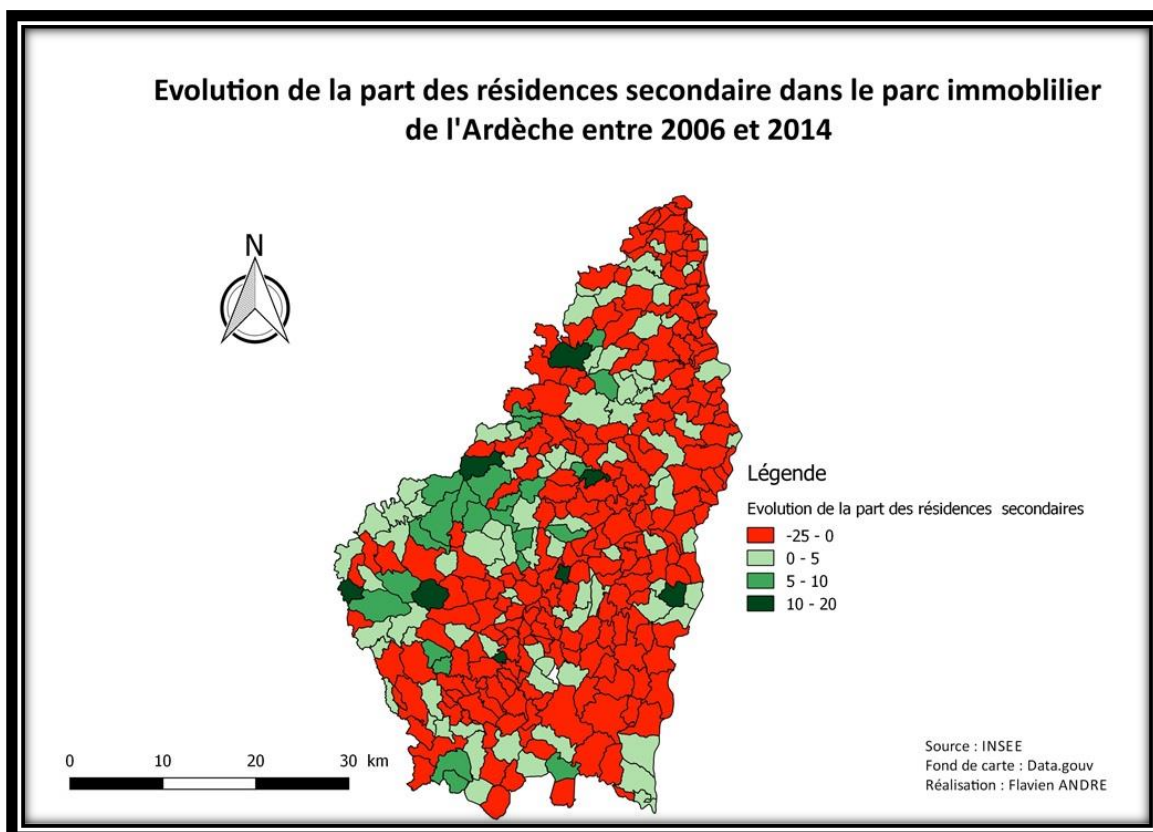 Evolution de la part des résidences secondaire dans le parc immoblilier
de l'Ardèche entre 2006 et 2014
N
Légende
Evolution de la part des résidences secondaires
-25 - 0
0 - 5
5 - 10
10 - 20
0 10 20 30 km
Source : INSEE
Fond de carte : Data.gouv
Réalisation : Flavien ANDRE